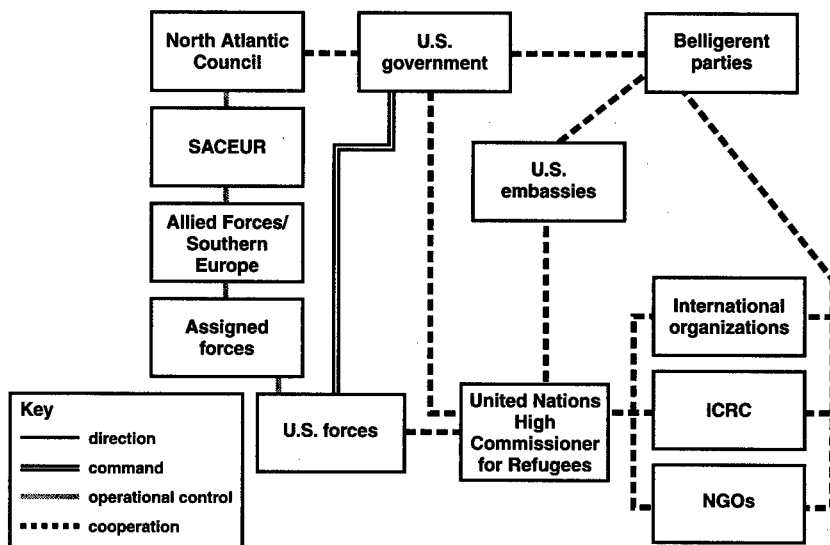 North Atlantic
Council
U.S.
government
Belligerent
parties
SACEUR
U.S.
embassies
Allied Forces/
Southern
Europe
International
organizations
Assigned
forces
Key
direction
command
operational control
cooperation
U.S. forces
United Nations
High
Commissioner
for Refugees
ICRC
NGOs